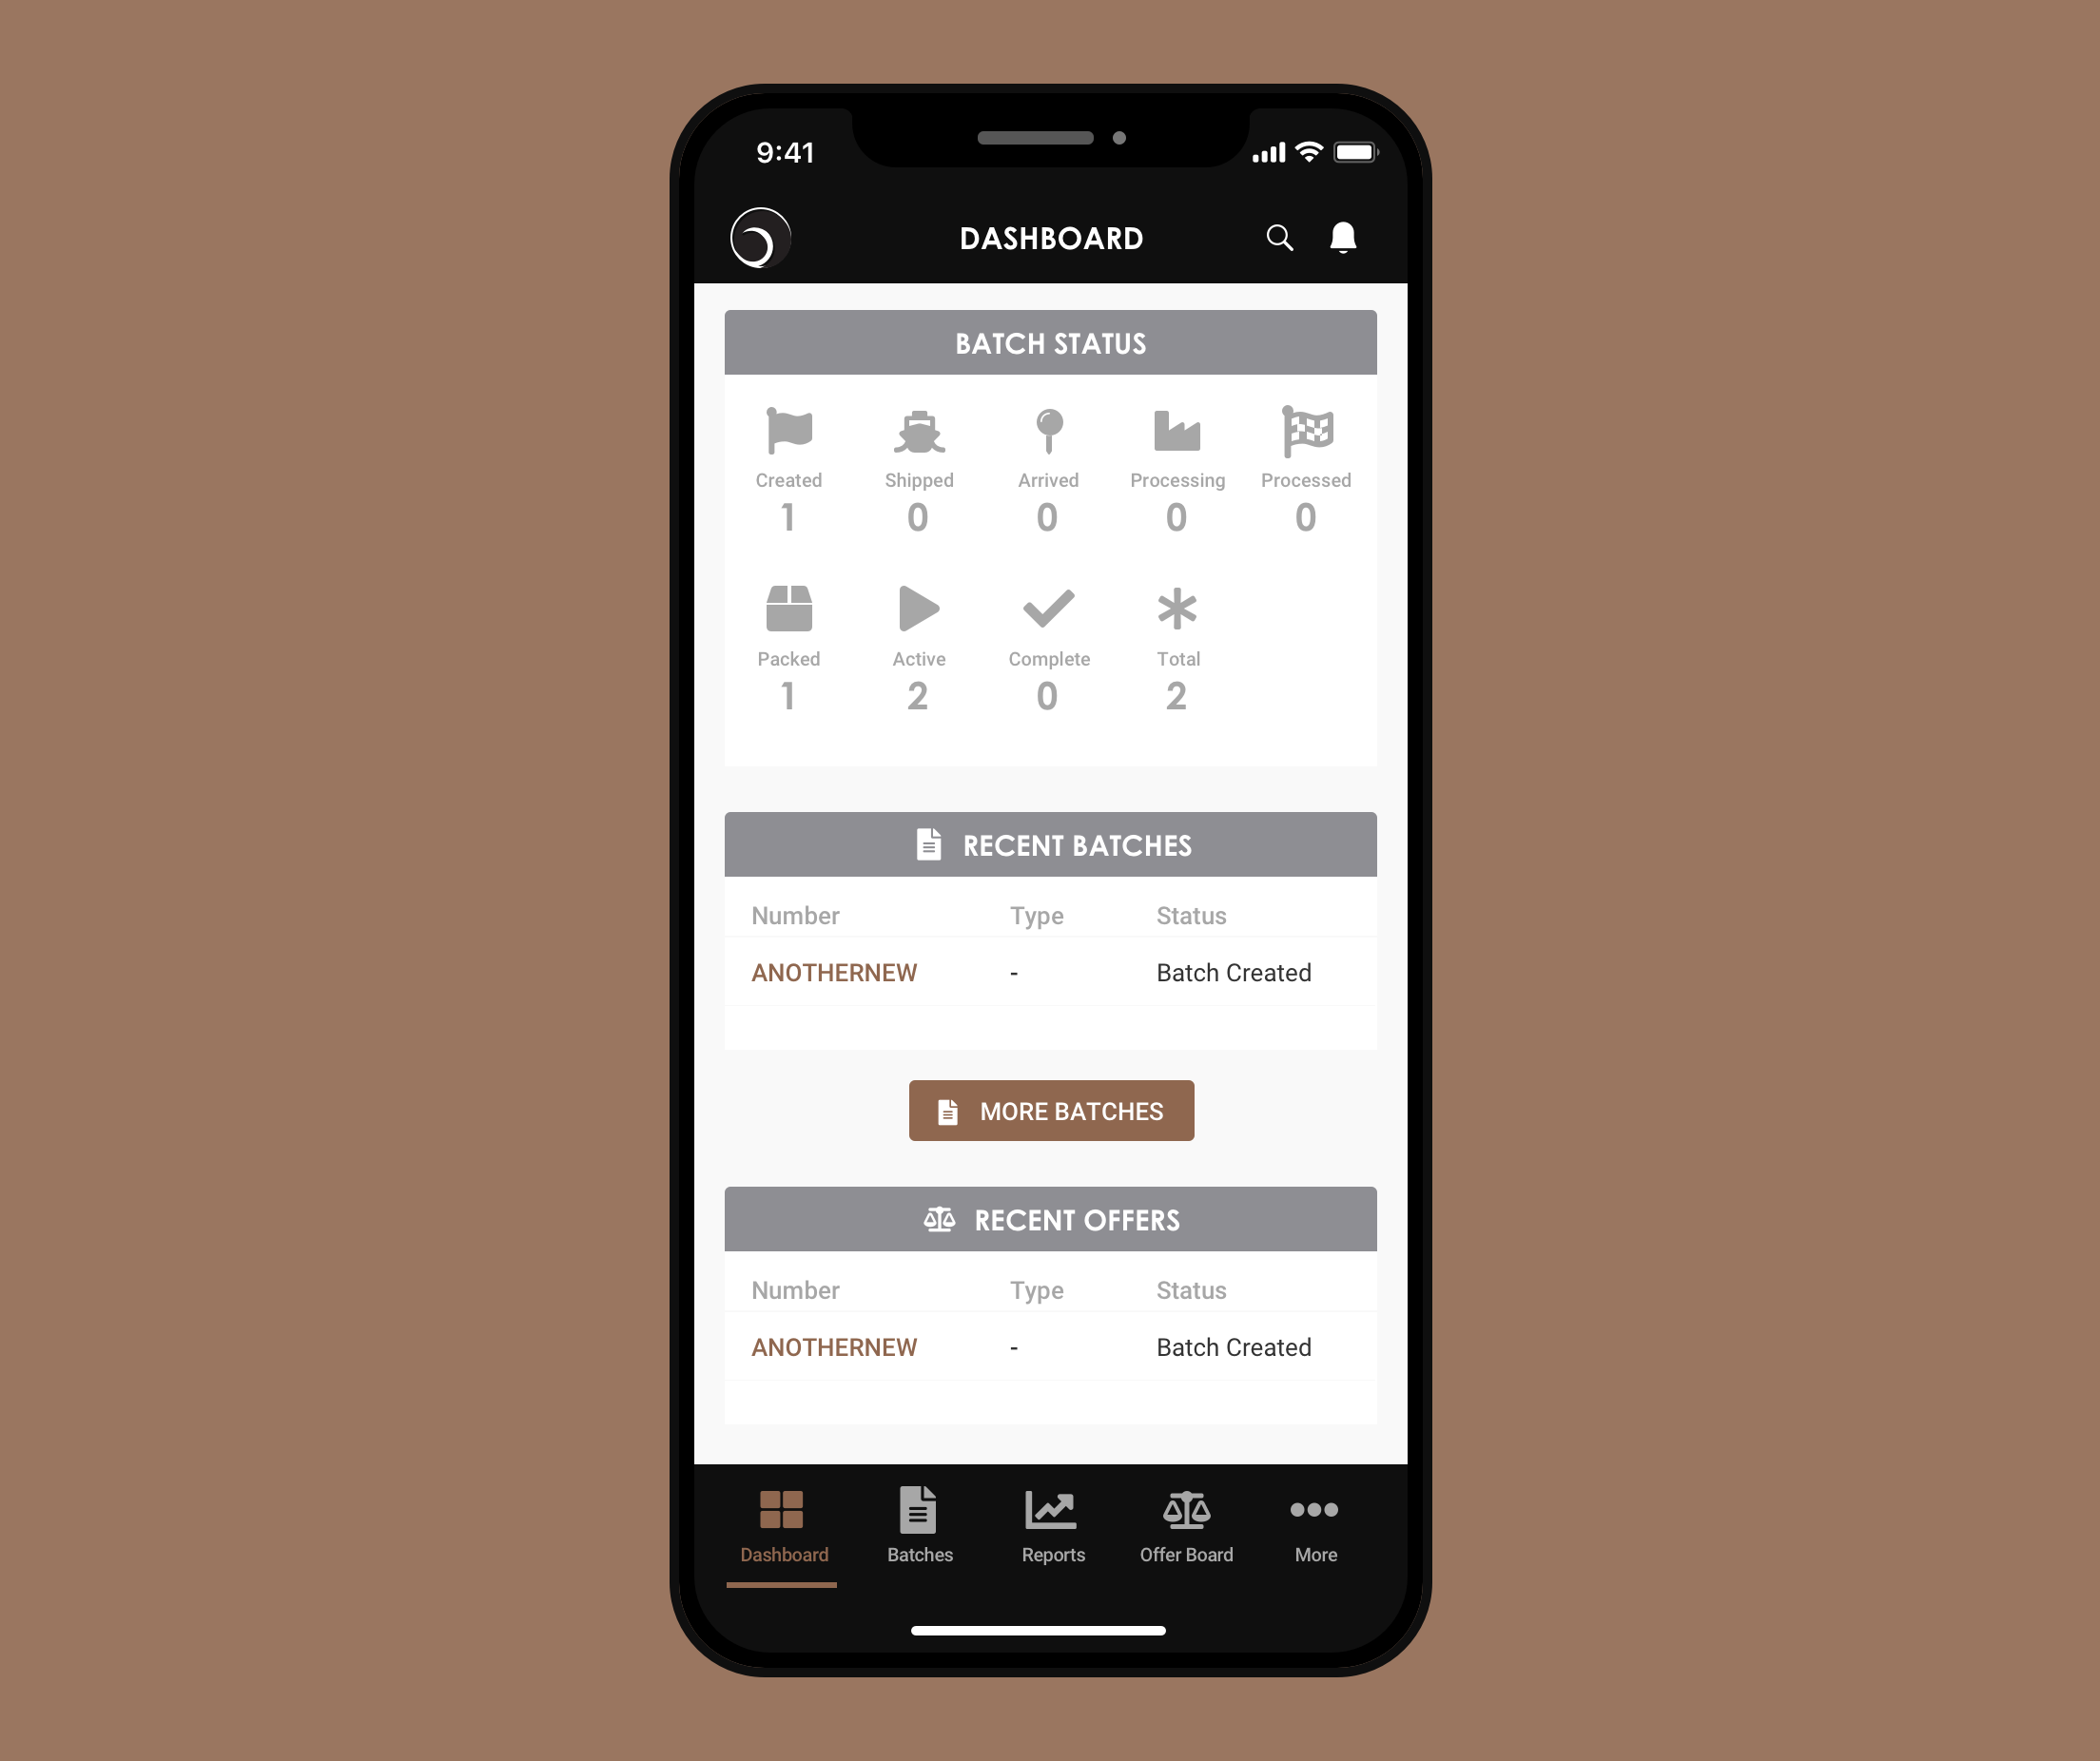 9:41
DASHBOARD
BATCH STATUS
Created Shipped Arrived Processing Processed
1 0 0 0 0
Packed Active Complete Total
1 2 0 2
RECENT BATCHES
Number Type Status
ANOTHERNEW - Batch Created
MORE BATCHES
RECENT OFFERS
Number Type Status
ANOTHERNEW - Batch Created
Dashboard Batches Reports Offer Board More